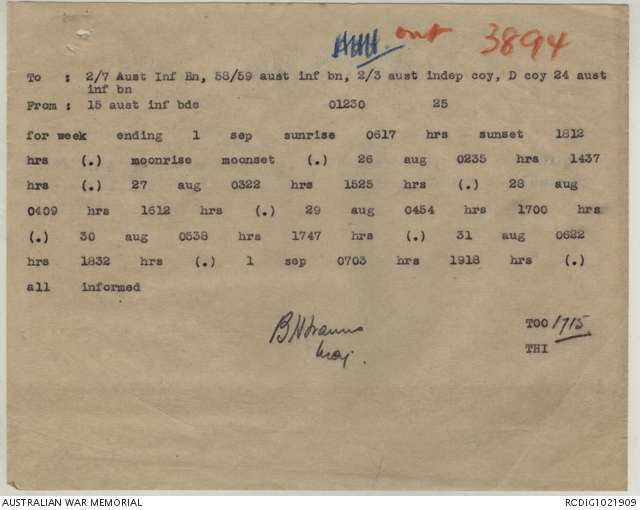 out 3894
To : 2/7 Aust Inf Bn, 58/59 aust inf bn, 2/3 aust indep coy, D coy 24 aust
inf bn
From : 15 aust inf bde 01230 25
for week ending 1 sep sunrise 0617 hrs sunset 1812
hrs (.) moonrise moonset (.) 26 aug 0235 hrs 1437
hrs (.) 27 aug 0322 hrs 1525 hrs (.) 28 aug
0409 hrs 1612 hrs (.) 29 aug 0454 hrs 1700 hrs
(.) 30 aug 0538 hrs 1747 hrs (.) 31 aug 0622
hrs 1832 hrs (.) 1 sep 0703 hrs 1918 hrs (.)
all informed
Maj.
TOO 1715
THI
AUSTRALIAN WAR MEMORIAL RCDIG1021909